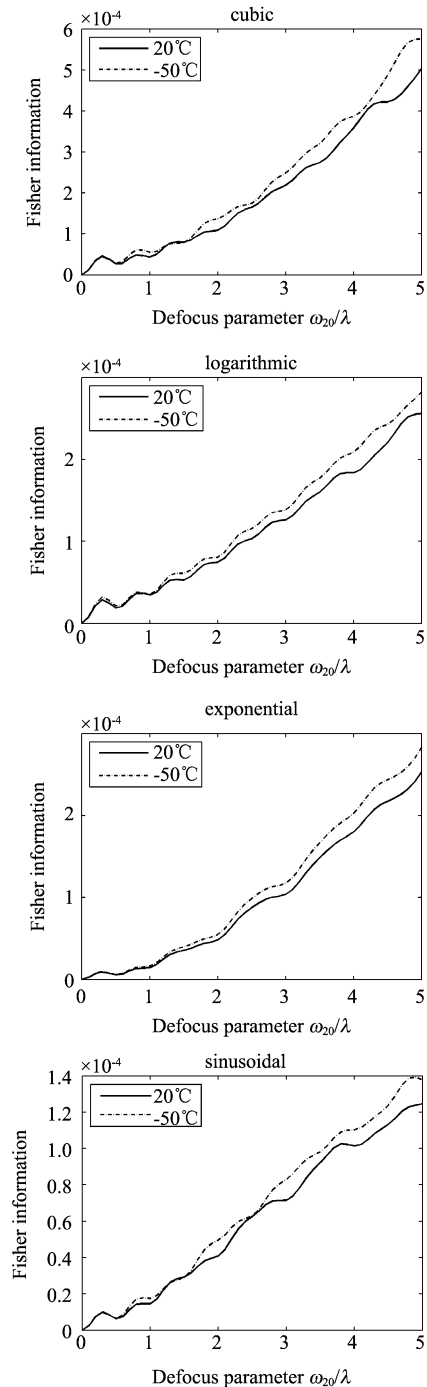 cubic
×10⁻⁴
6
5
4
3
2
1
0
20℃
-50℃
Fisher information
0 1 2 3 4 5
Defocus parameter ω₂₀/λ
logarithmic
×10⁻⁴
2
1
0
20℃
-50℃
Fisher information
0 1 2 3 4 5
Defocus parameter ω₂₀/λ
exponential
×10⁻⁴
2
1
0
20℃
-50℃
Fisher information
0 1 2 3 4 5
Defocus parameter ω₂₀/λ
sinusoidal
×10⁻⁴
1.4
1.2
1.0
0.8
0.6
0.4
0.2
0
20℃
-50℃
Fisher information
0 1 2 3 4 5
Defocus parameter ω₂₀/λ